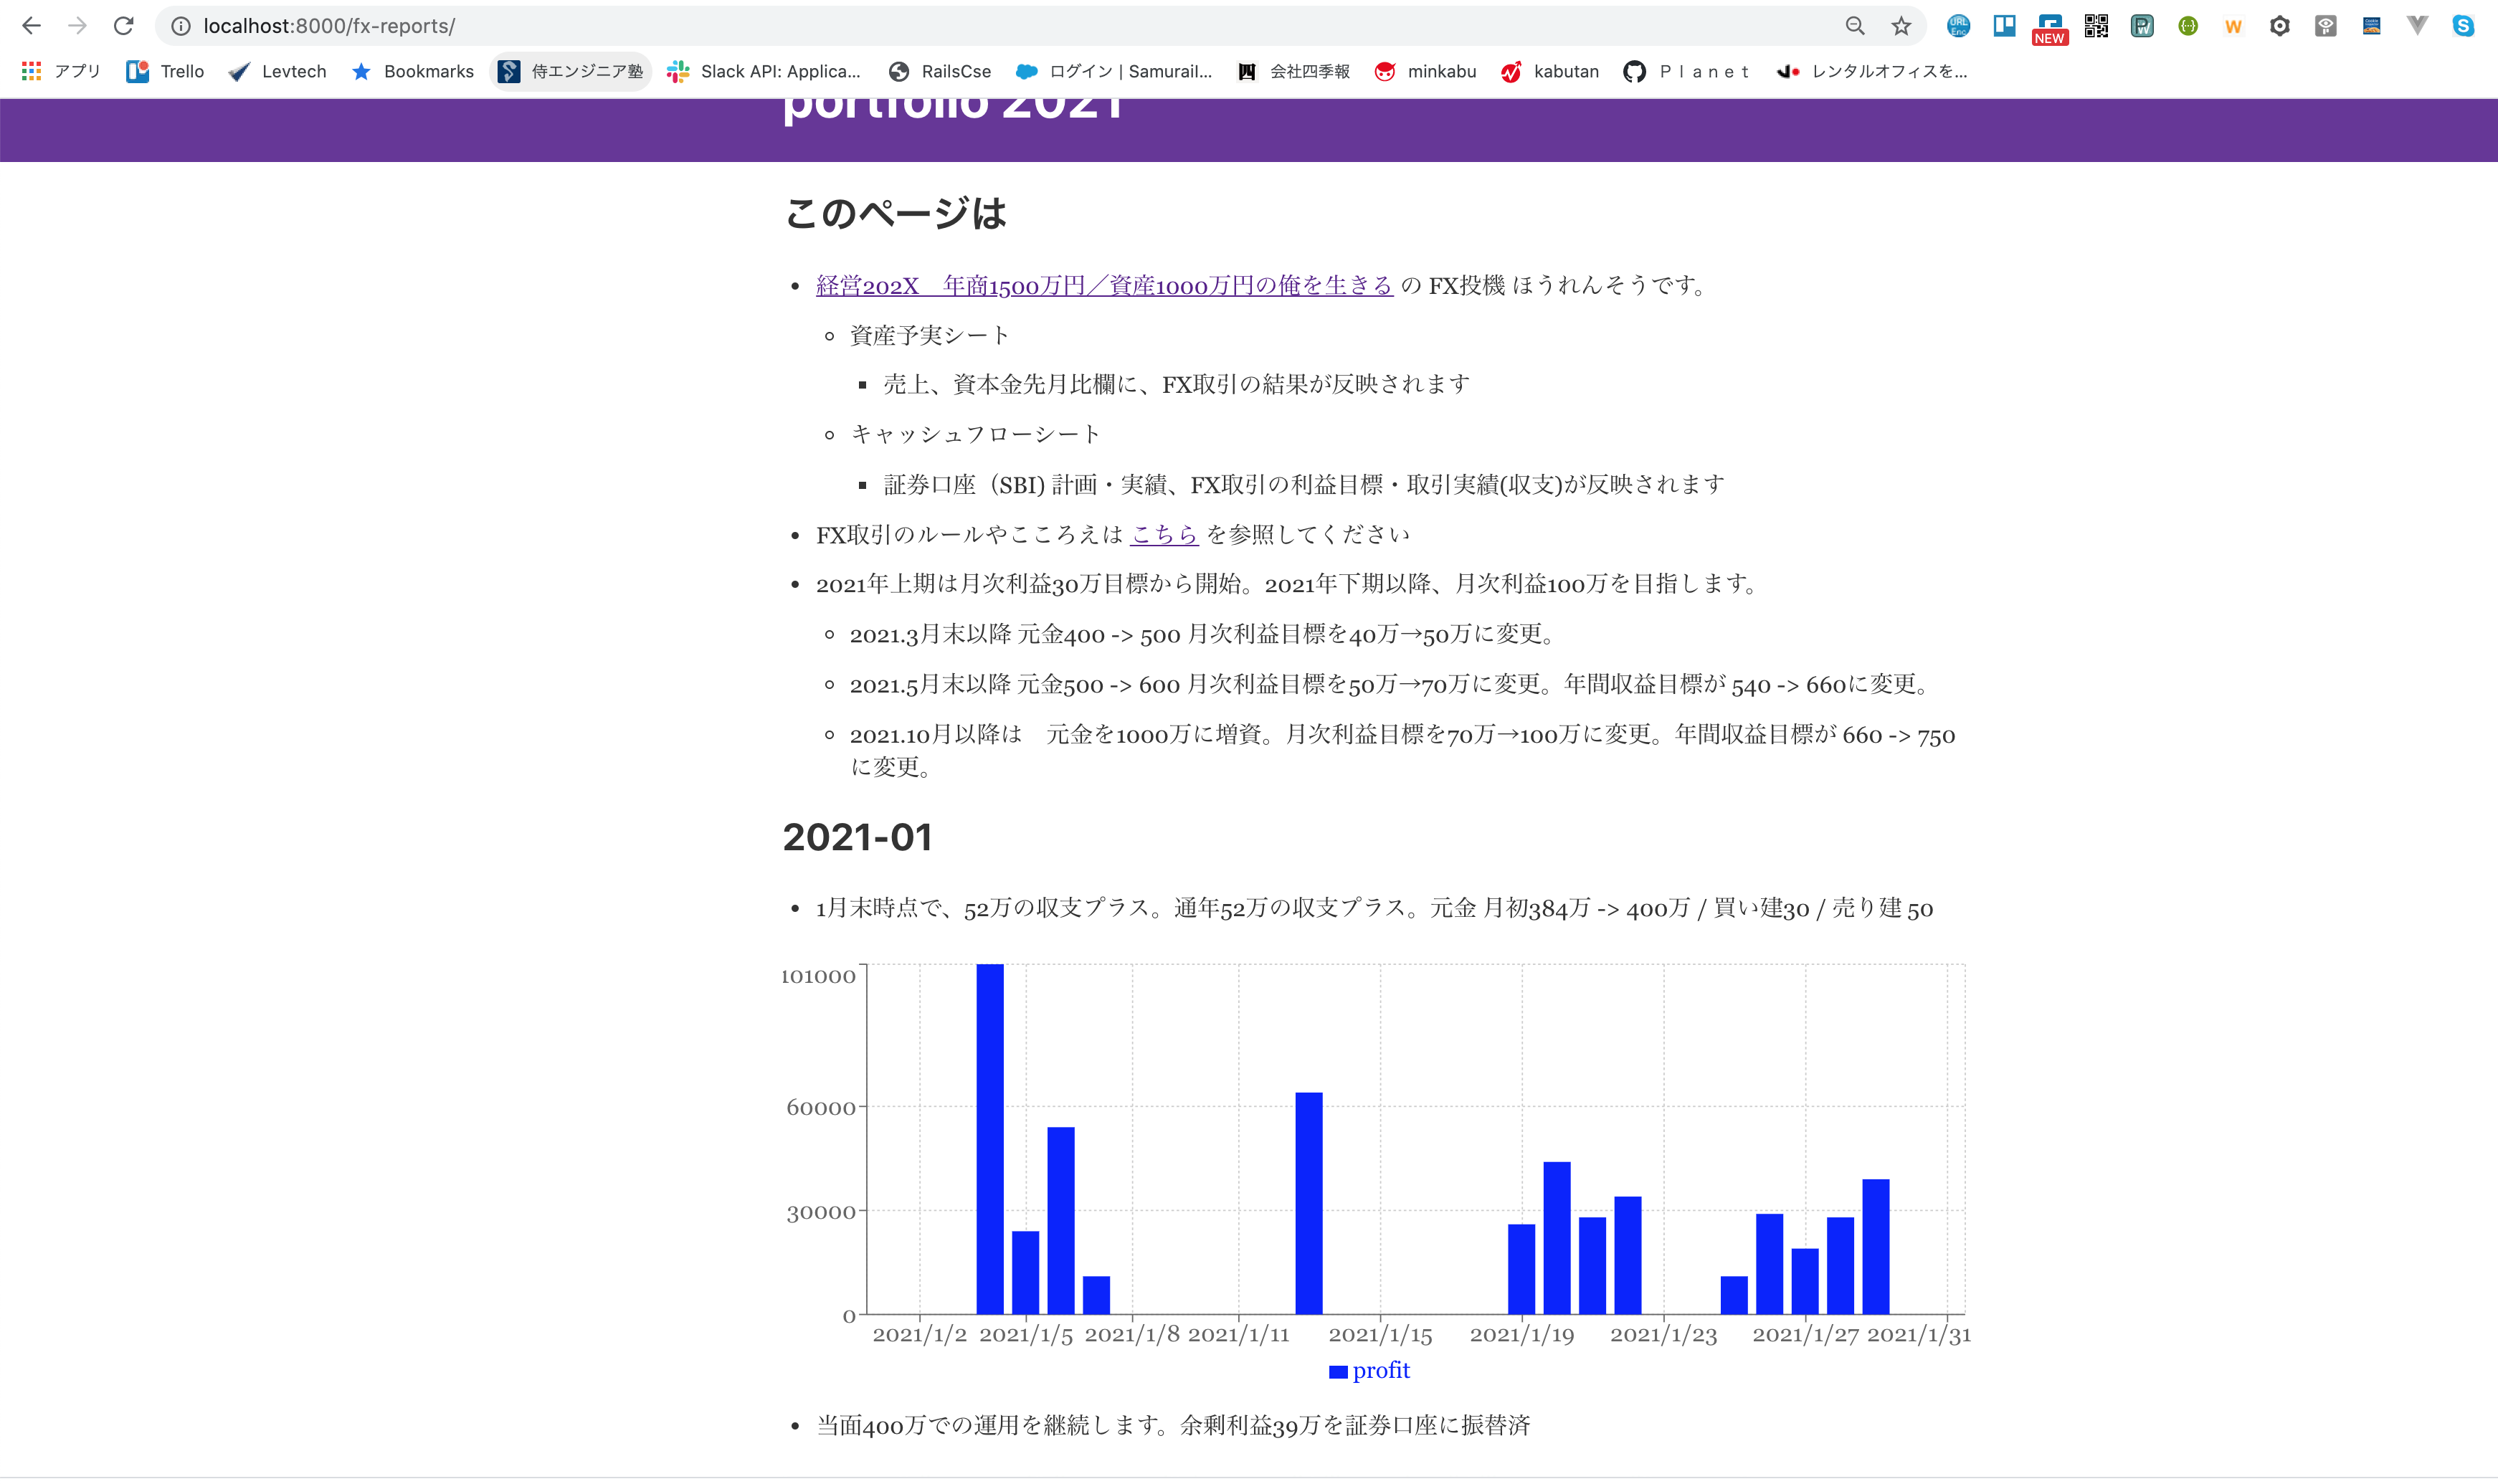 localhost:8000/fx-reports/
URL Enc
NEW
アプリ Trello Levtech Bookmarks 侍エンジニア塾 Slack API: Applica... RailsCse ログイン | Samurail... 会社四季報 minkabu kabutan Ｐｌａｎｅｔ レンタルオフィスを...
portfolio 2021
このページは
経営202X　年商1500万円／資産1000万円の俺を生きる の FX投機 ほうれんそうです。
資産予実シート
売上、資本金先月比欄に、FX取引の結果が反映されます
キャッシュフローシート
証券口座（SBI) 計画・実績、FX取引の利益目標・取引実績(収支)が反映されます
FX取引のルールやこころえは こちら を参照してください
2021年上期は月次利益30万目標から開始。2021年下期以降、月次利益100万を目指します。
2021.3月末以降 元金400 -> 500 月次利益目標を40万→50万に変更。
2021.5月末以降 元金500 -> 600 月次利益目標を50万→70万に変更。年間収益目標が 540 -> 660に変更。
2021.10月以降は　元金を1000万に増資。月次利益目標を70万→100万に変更。年間収益目標が 660 -> 750
に変更。
2021-01
1月末時点で、52万の収支プラス。通年52万の収支プラス。元金 月初384万 -> 400万 / 買い建30 / 売り建 50
101000
60000
30000
0
2021/1/2 2021/1/5 2021/1/8 2021/1/11 2021/1/15 2021/1/19 2021/1/23 2021/1/27 2021/1/31
profit
当面400万での運用を継続します。余剰利益39万を証券口座に振替済